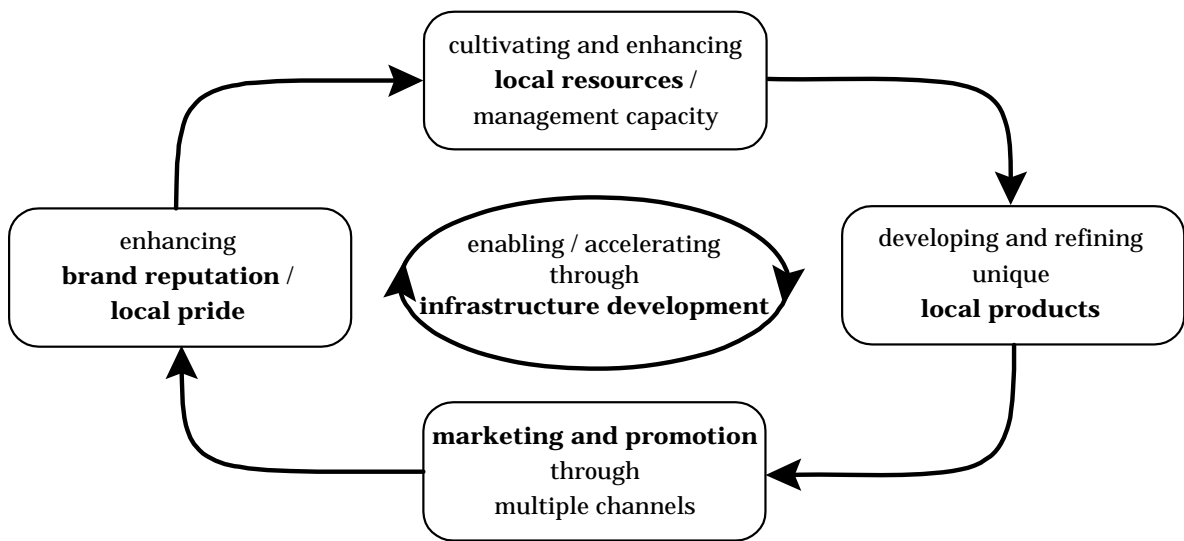 cultivating and enhancing
local resources /
management capacity
enhancing
brand reputation /
local pride
enabling / accelerating
through
infrastructure development
developing and refining
unique
local products
marketing and promotion
through
multiple channels